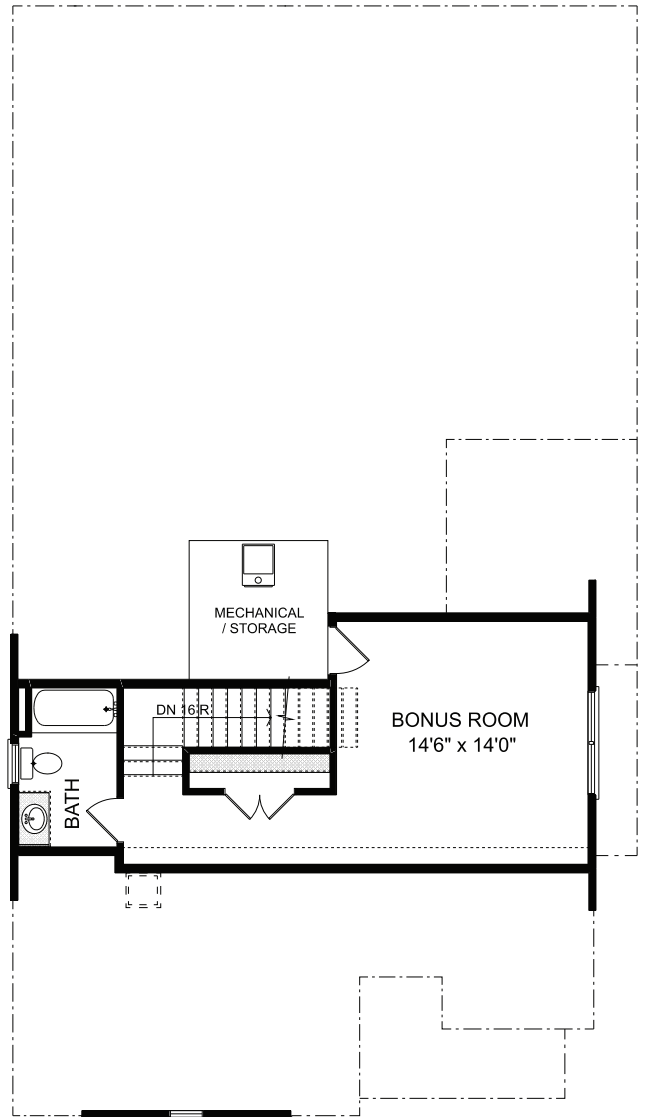 MECHANICAL
/ STORAGE
DN 16 R
BONUS ROOM
14'6" x 14'0"
BATH